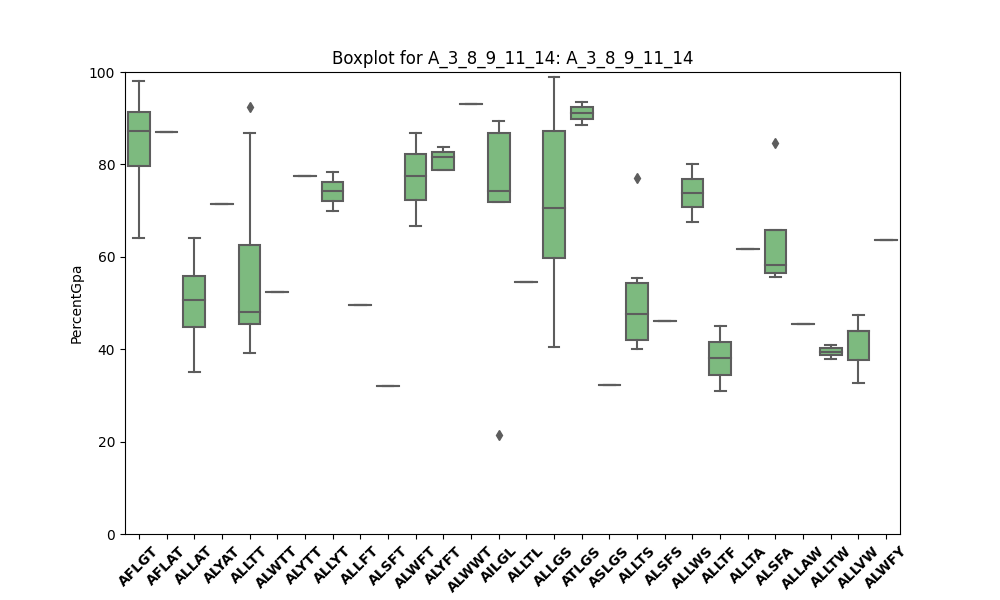 Boxplot for A_3_8_9_11_14: A_3_8_9_11_14
PercentGpa
100
80
60
40
20
0
AFLGT
AFLAT
ALLAT
ALYAT
ALLTT
ALWTT
ALYTT
ALLYT
ALLFT
ALSFT
ALWFT
ALYFT
ALWWT
AILGL
ALLTL
ALLGS
ATLGS
ASLGS
ALLTS
ALSFS
ALLWS
ALLTF
ALLTA
ALSFA
ALLAW
ALLTW
ALLVW
ALWFY